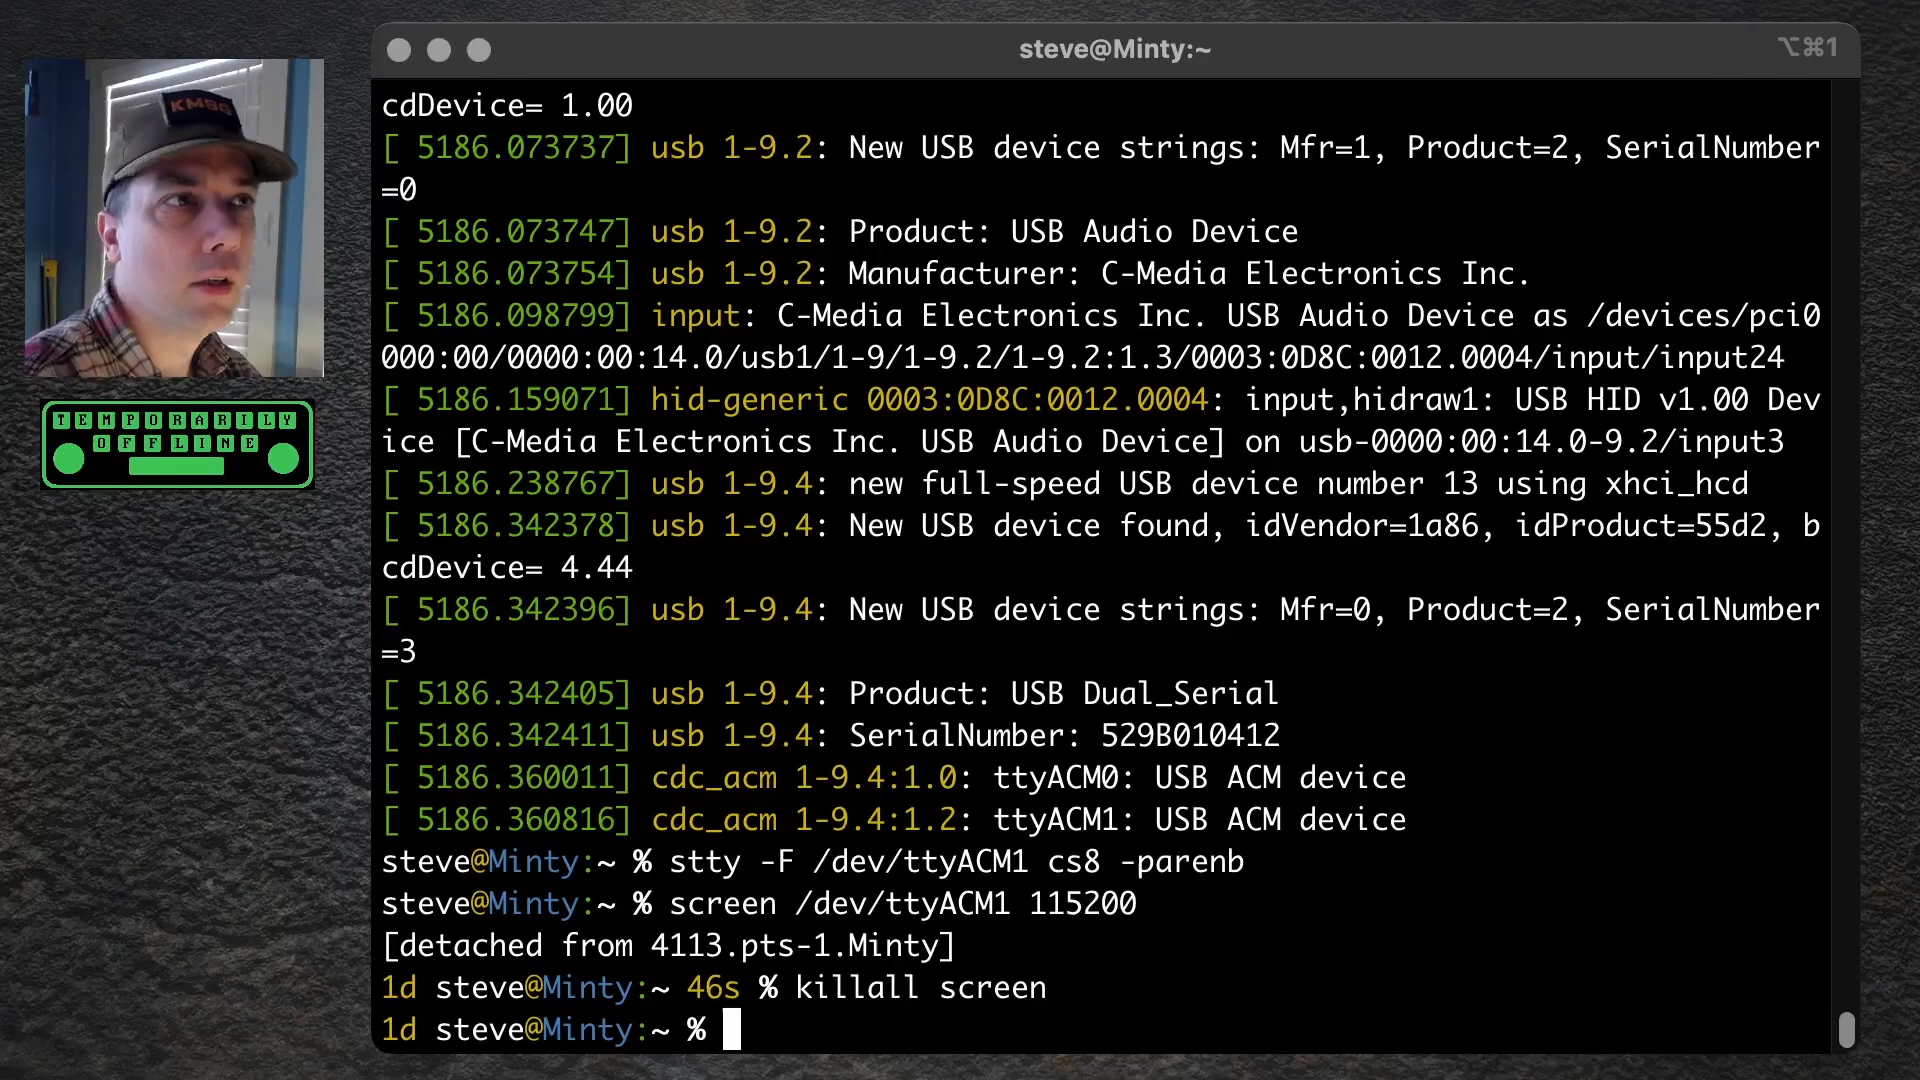 steve@Minty:~
⌥⌘1
KM9G
TEMPORARILY
OFFLINE
cdDevice= 1.00
[ 5186.073737] usb 1-9.2: New USB device strings: Mfr=1, Product=2, SerialNumber
=0
[ 5186.073747] usb 1-9.2: Product: USB Audio Device
[ 5186.073754] usb 1-9.2: Manufacturer: C-Media Electronics Inc.
[ 5186.098799] input: C-Media Electronics Inc. USB Audio Device as /devices/pci0
000:00/0000:00:14.0/usb1/1-9/1-9.2/1-9.2:1.3/0003:0D8C:0012.0004/input/input24
[ 5186.159071] hid-generic 0003:0D8C:0012.0004: input,hidraw1: USB HID v1.00 Dev
ice [C-Media Electronics Inc. USB Audio Device] on usb-0000:00:14.0-9.2/input3
[ 5186.238767] usb 1-9.4: new full-speed USB device number 13 using xhci_hcd
[ 5186.342378] usb 1-9.4: New USB device found, idVendor=1a86, idProduct=55d2, b
cdDevice= 4.44
[ 5186.342396] usb 1-9.4: New USB device strings: Mfr=0, Product=2, SerialNumber
=3
[ 5186.342405] usb 1-9.4: Product: USB Dual_Serial
[ 5186.342411] usb 1-9.4: SerialNumber: 529B010412
[ 5186.360011] cdc_acm 1-9.4:1.0: ttyACM0: USB ACM device
[ 5186.360816] cdc_acm 1-9.4:1.2: ttyACM1: USB ACM device
steve@Minty:~ % stty -F /dev/ttyACM1 cs8 -parenb
steve@Minty:~ % screen /dev/ttyACM1 115200
[detached from 4113.pts-1.Minty]
1d steve@Minty:~ 46s % killall screen
1d steve@Minty:~ %